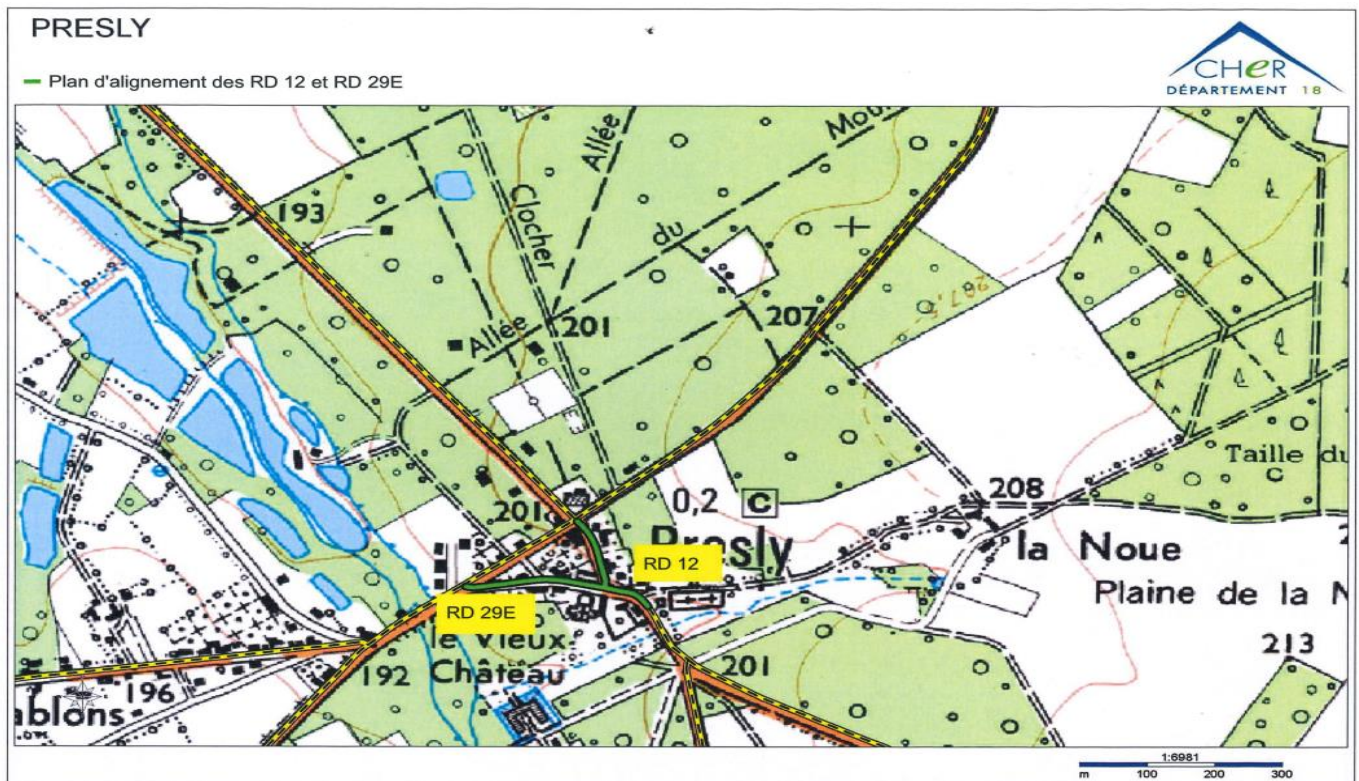 PRESLY
Plan d'alignement des RD 12 et RD 29E
CHeR
DÉPARTEMENT 18
193
Clocher
Allée
du
Allée
201
207
Taille du
C
208
201
0,2 C
Presly
RD 12
la Noue
Plaine de la N
RD 29E
le Vieux
Château
192
201
213
196
ablons
1:6981
m 100 200 300